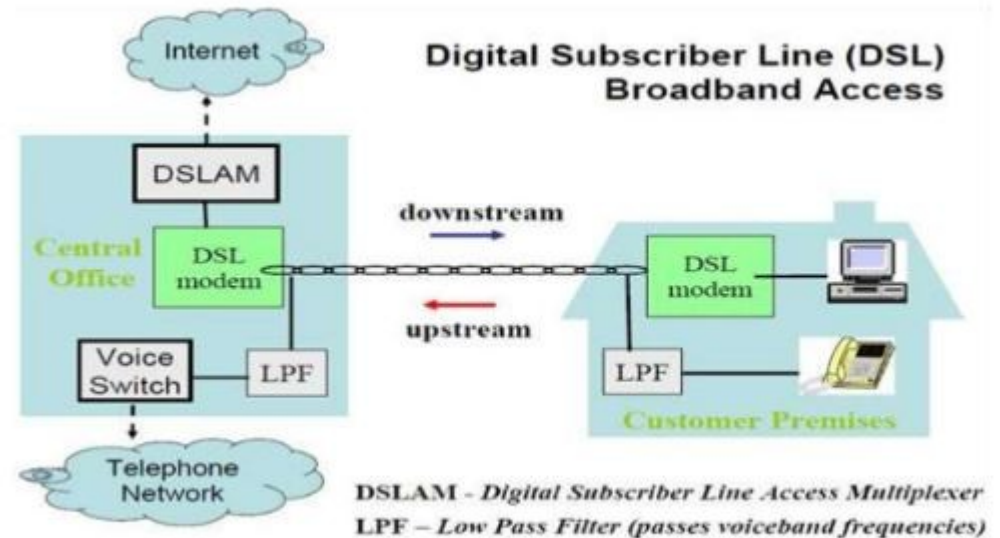 Internet
Digital Subscriber Line (DSL)
Broadband Access
DSLAM
downstream
Central
Office
DSL
modem
DSL
modem
upstream
Voice
Switch
LPF
LPF
Customer Premises
Telephone
Network
DSLAM - Digital Subscriber Line Access Multiplexer
LPF – Low Pass Filter (passes voiceband frequencies)